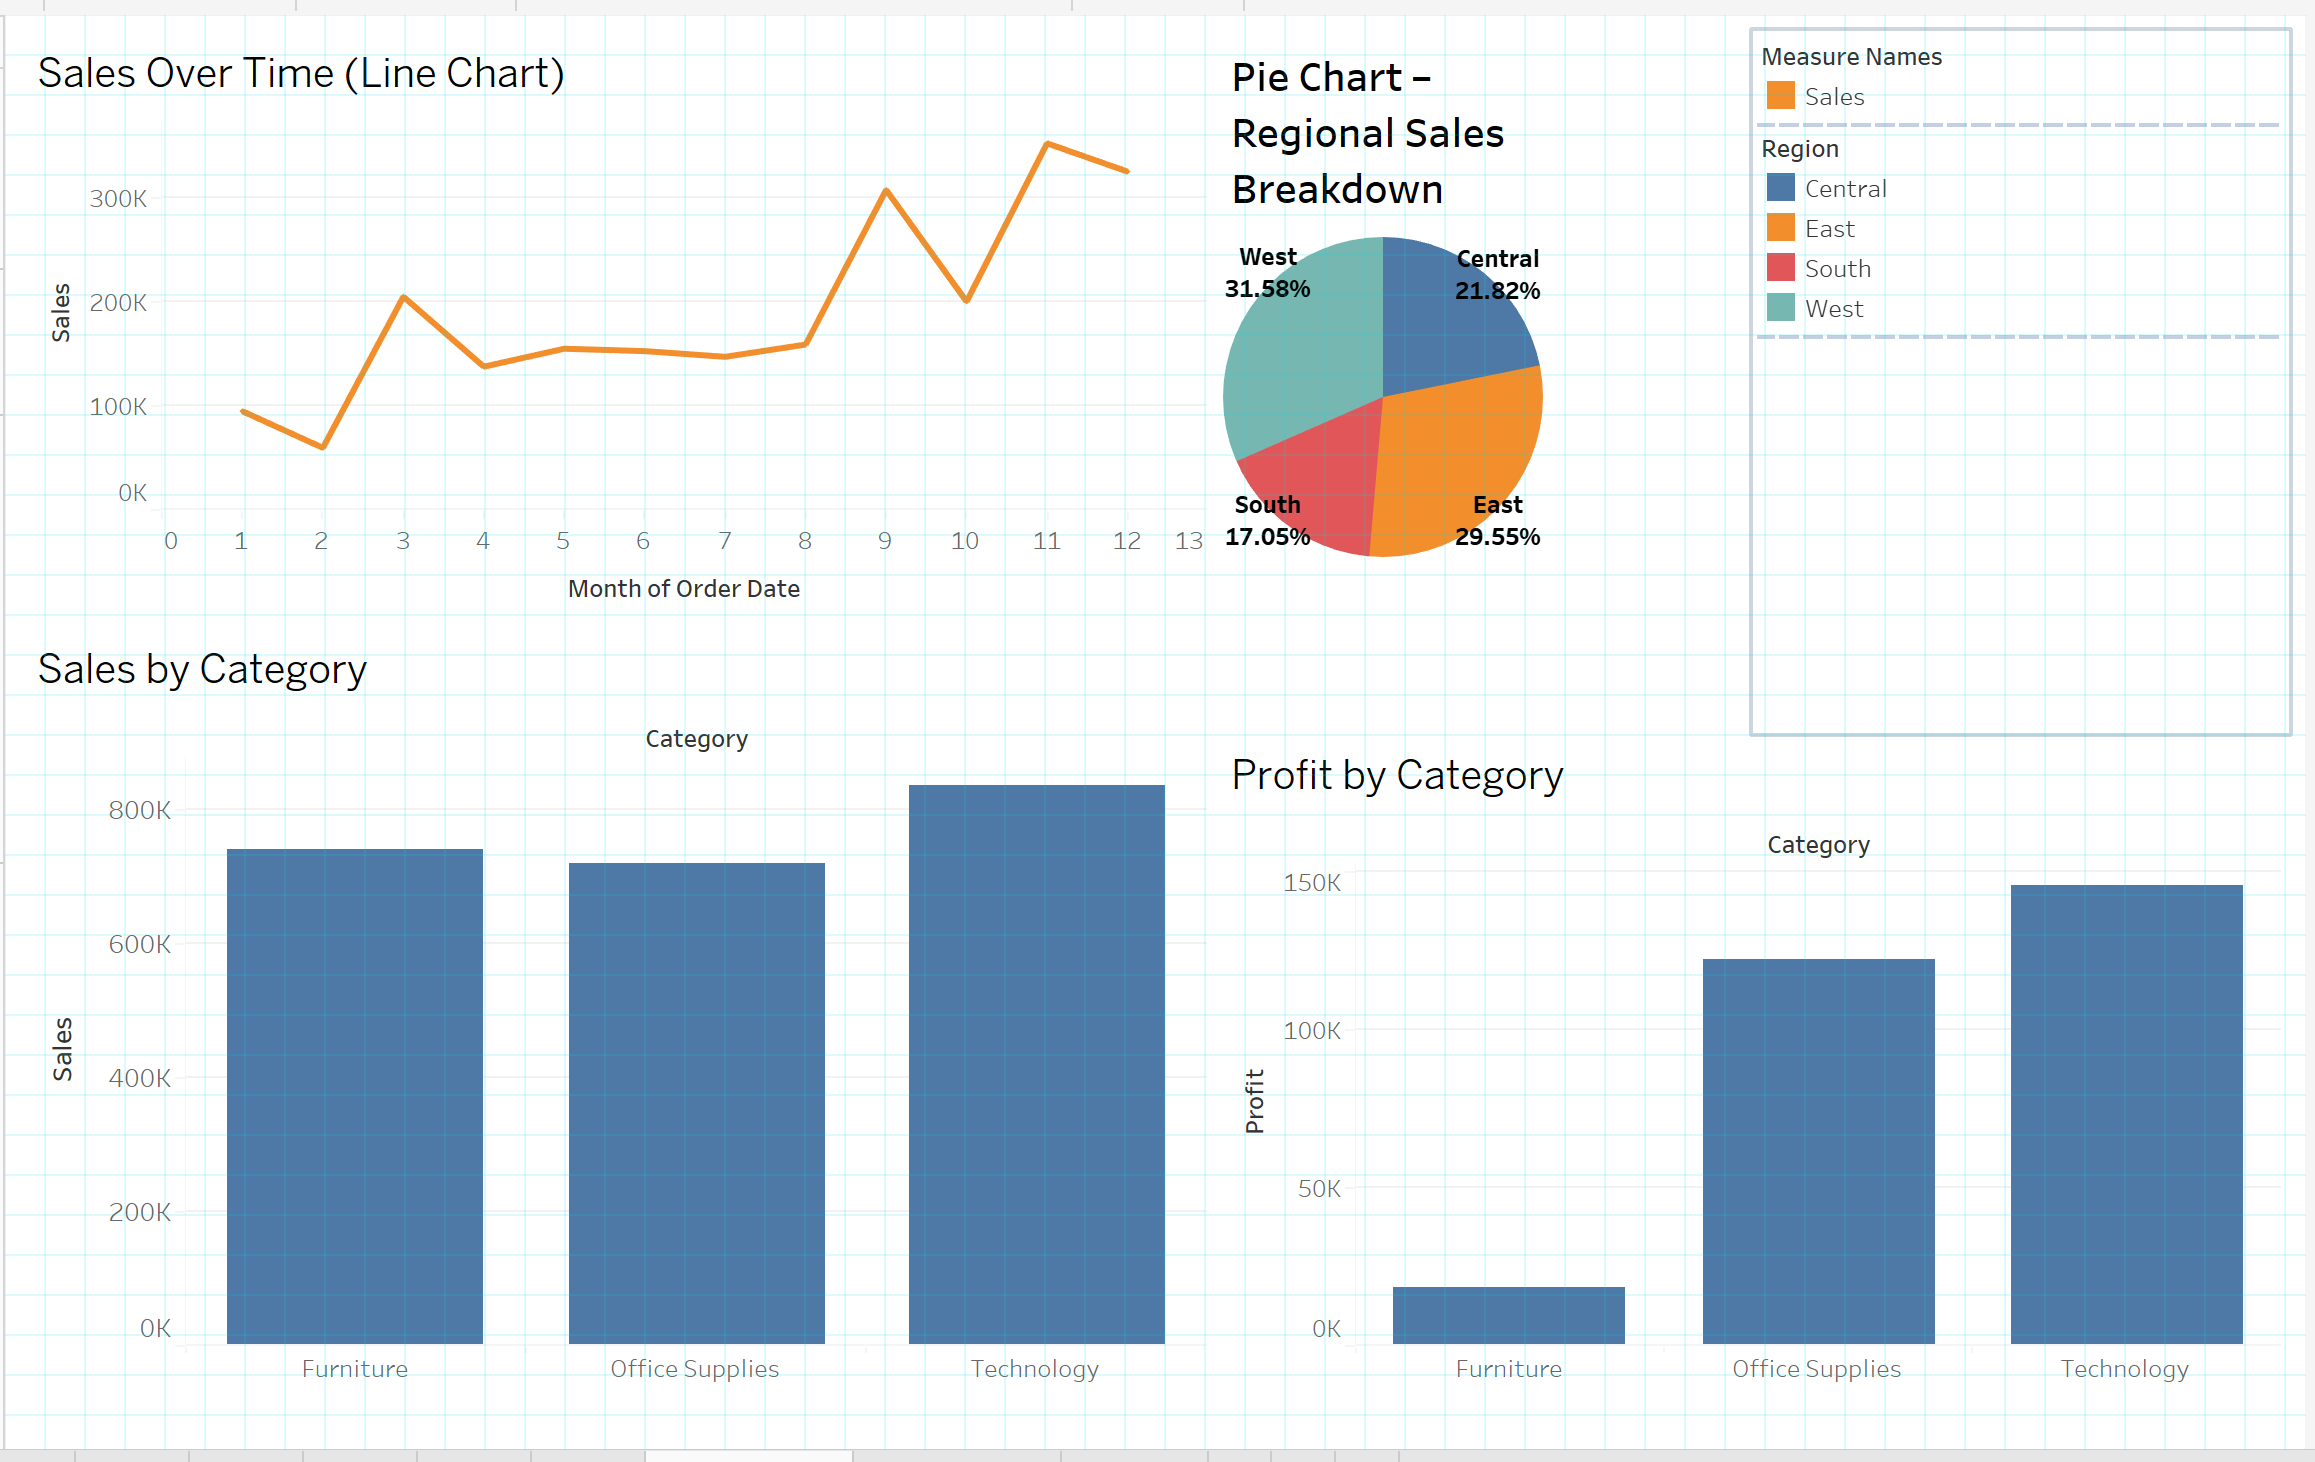 Sales Over Time (Line Chart)
300K
200K
100K
0K
Sales
0 1 2 3 4 5 6 7 8 9 10 11 12 13
Month of Order Date
Pie Chart –
Regional Sales
Breakdown
West
31.58%
Central
21.82%
South
17.05%
East
29.55%
Measure Names
Sales
Region
Central
East
South
West
Sales by Category
Category
800K
600K
400K
200K
0K
Sales
Furniture Office Supplies Technology
Profit by Category
Category
150K
100K
50K
0K
Profit
Furniture Office Supplies Technology